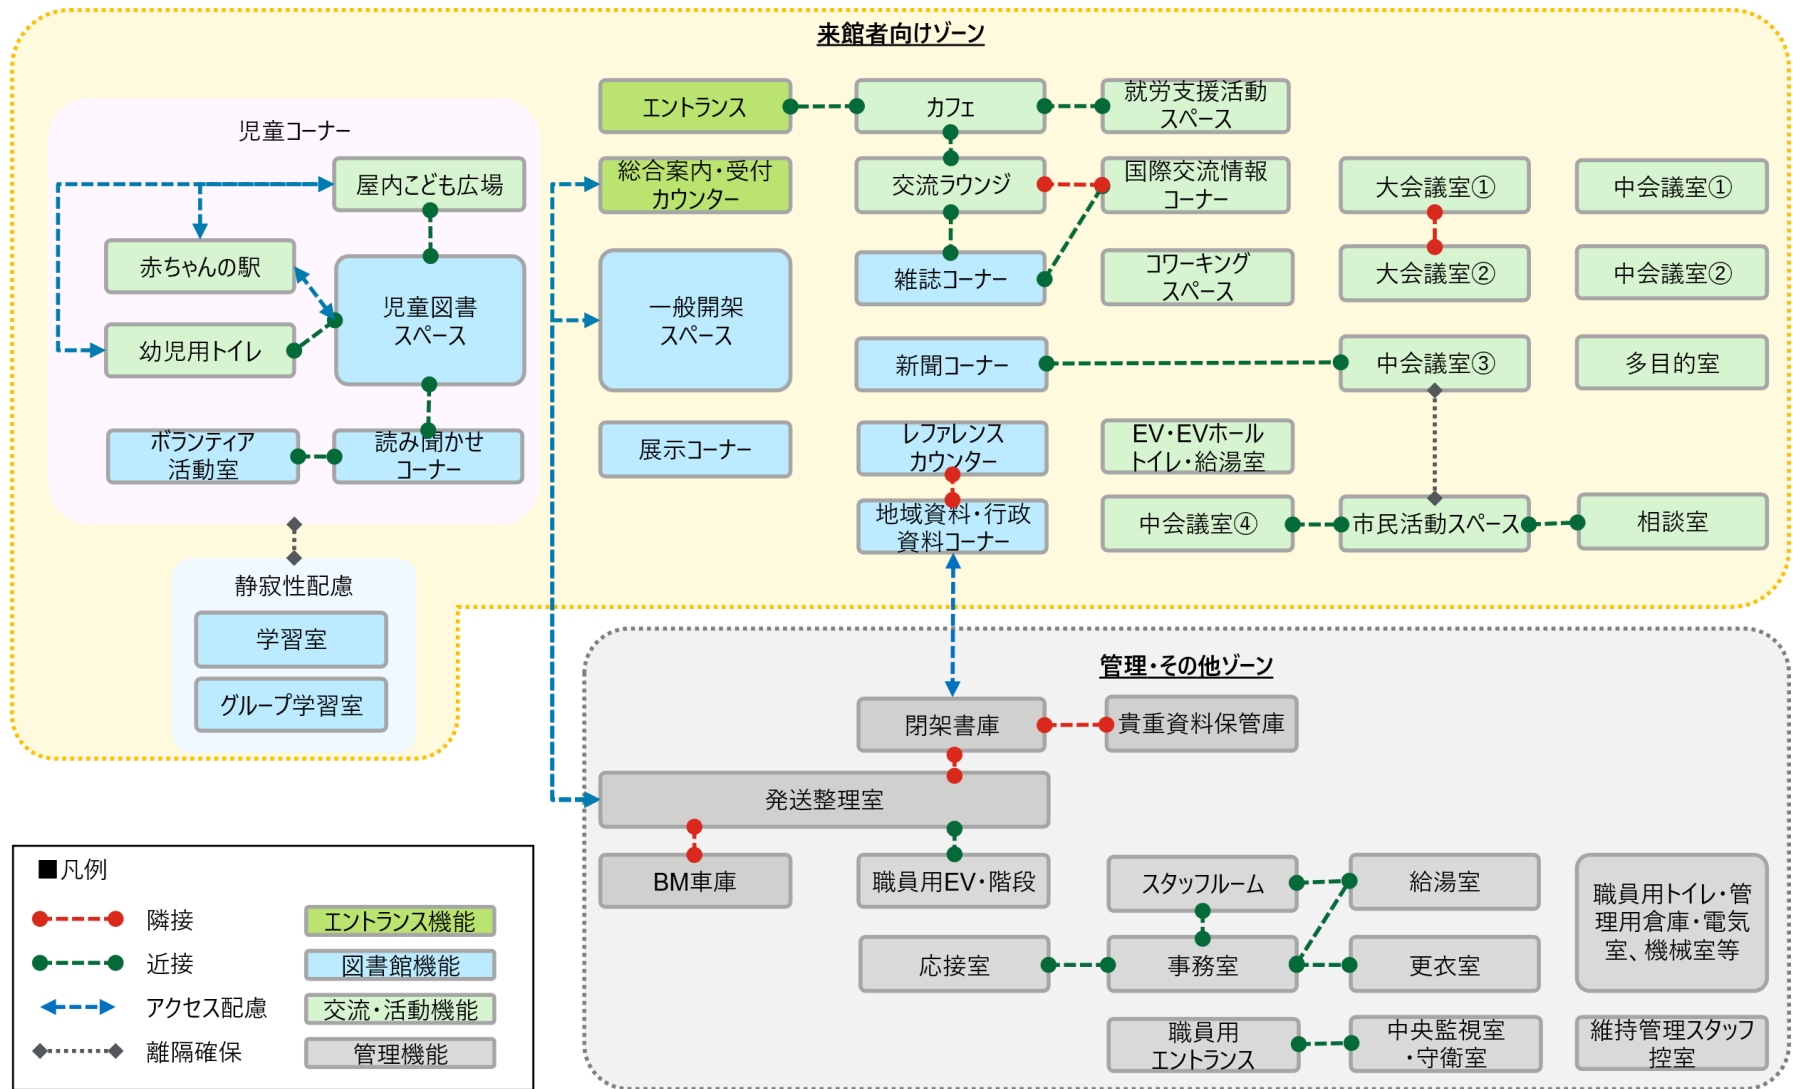 来館者向けゾーン
児童コーナー
屋内こども広場
赤ちゃんの駅
児童図書
スペース
幼児用トイレ
ボランティア
活動室
読み聞かせ
コーナー
静寂性配慮
学習室
グループ学習室
エントランス
カフェ
就労支援活動
スペース
総合案内・受付
カウンター
交流ラウンジ
国際交流情報
コーナー
大会議室①
中会議室①
一般開架
スペース
雑誌コーナー
コワーキング
スペース
大会議室②
中会議室②
新聞コーナー
中会議室③
多目的室
展示コーナー
レファレンス
カウンター
EV・EVホール
トイレ・給湯室
地域資料・行政
資料コーナー
中会議室④
市民活動スペース
相談室
管理・その他ゾーン
閉架書庫
貴重資料保管庫
発送整理室
BM車庫
職員用EV・階段
スタッフルーム
給湯室
職員用トイレ・管
理用倉庫・電気
室、機械室等
応接室
事務室
更衣室
職員用
エントランス
中央監視室
・守衛室
維持管理スタッフ
控室
■凡例
隣接
エントランス機能
近接
図書館機能
アクセス配慮
交流・活動機能
離隔確保
管理機能